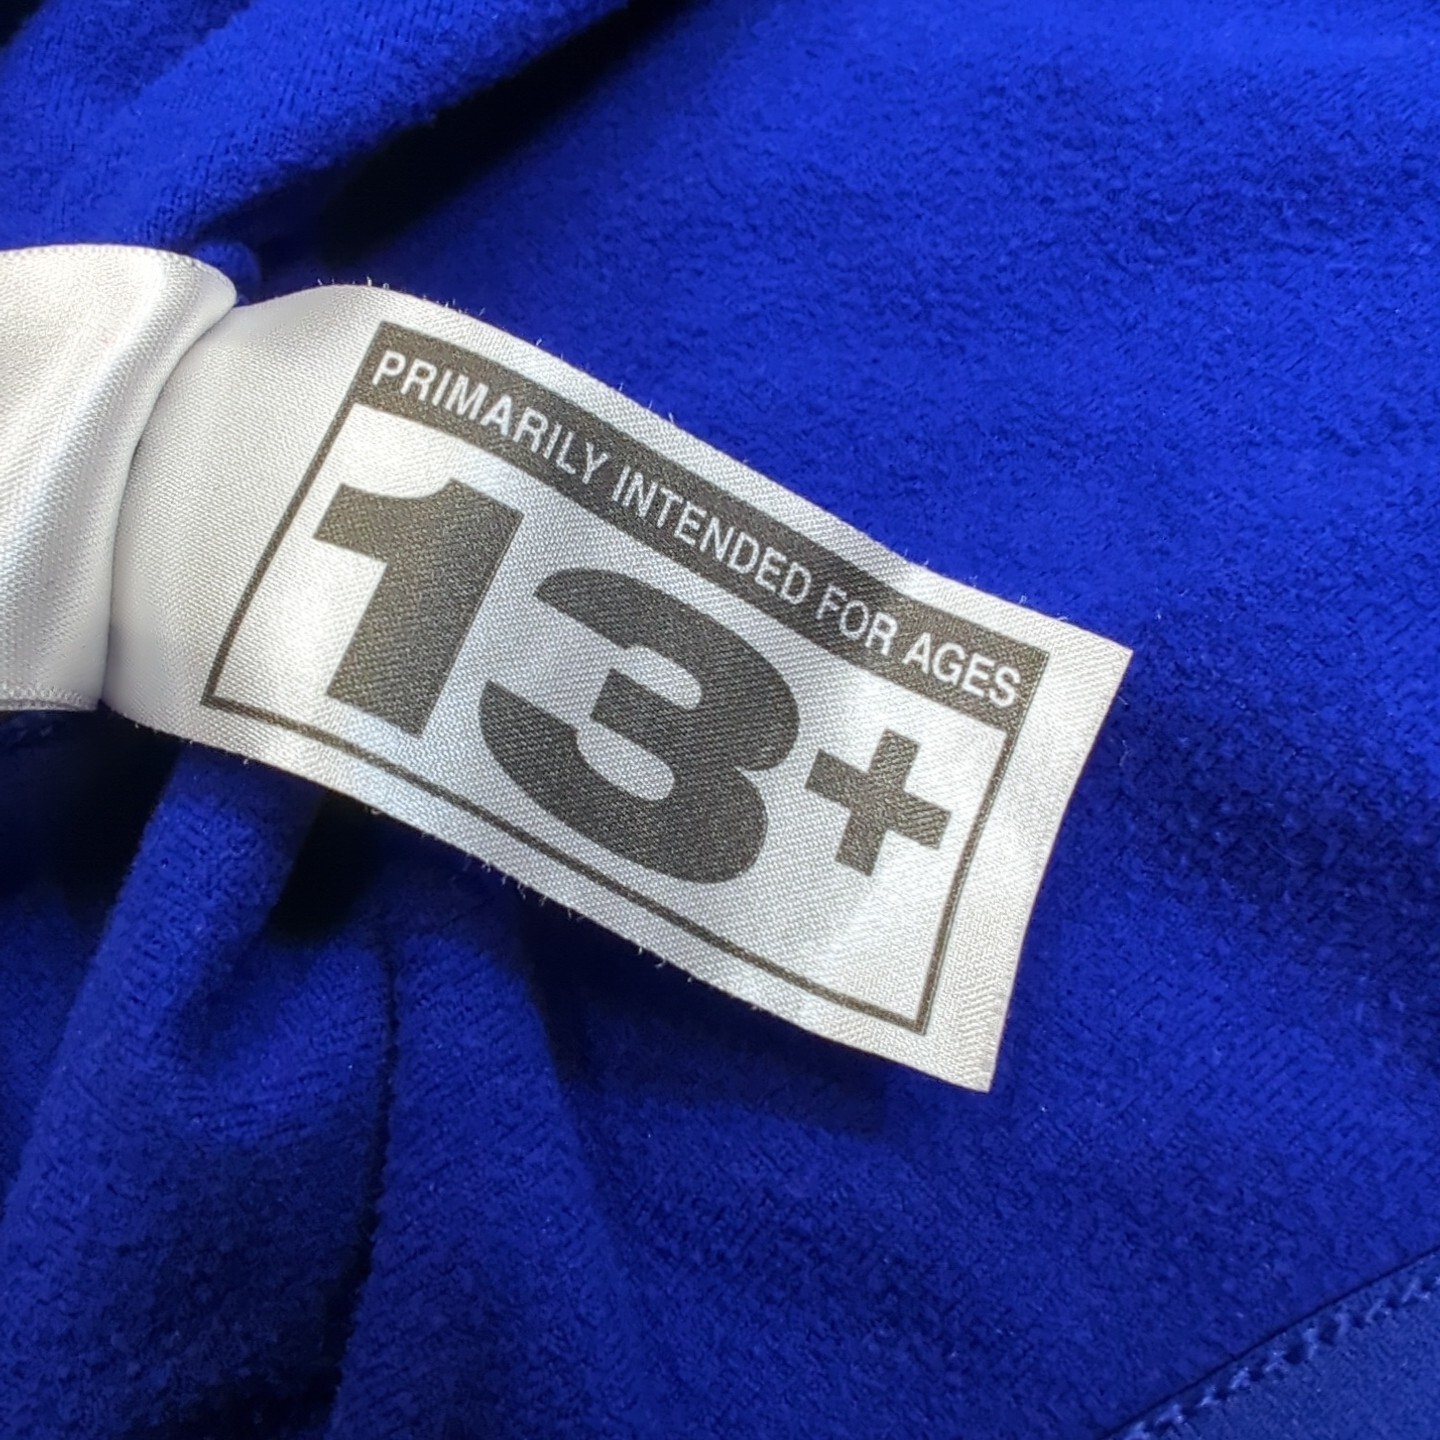 PRIMARILY INTENDED FOR AGES
13+